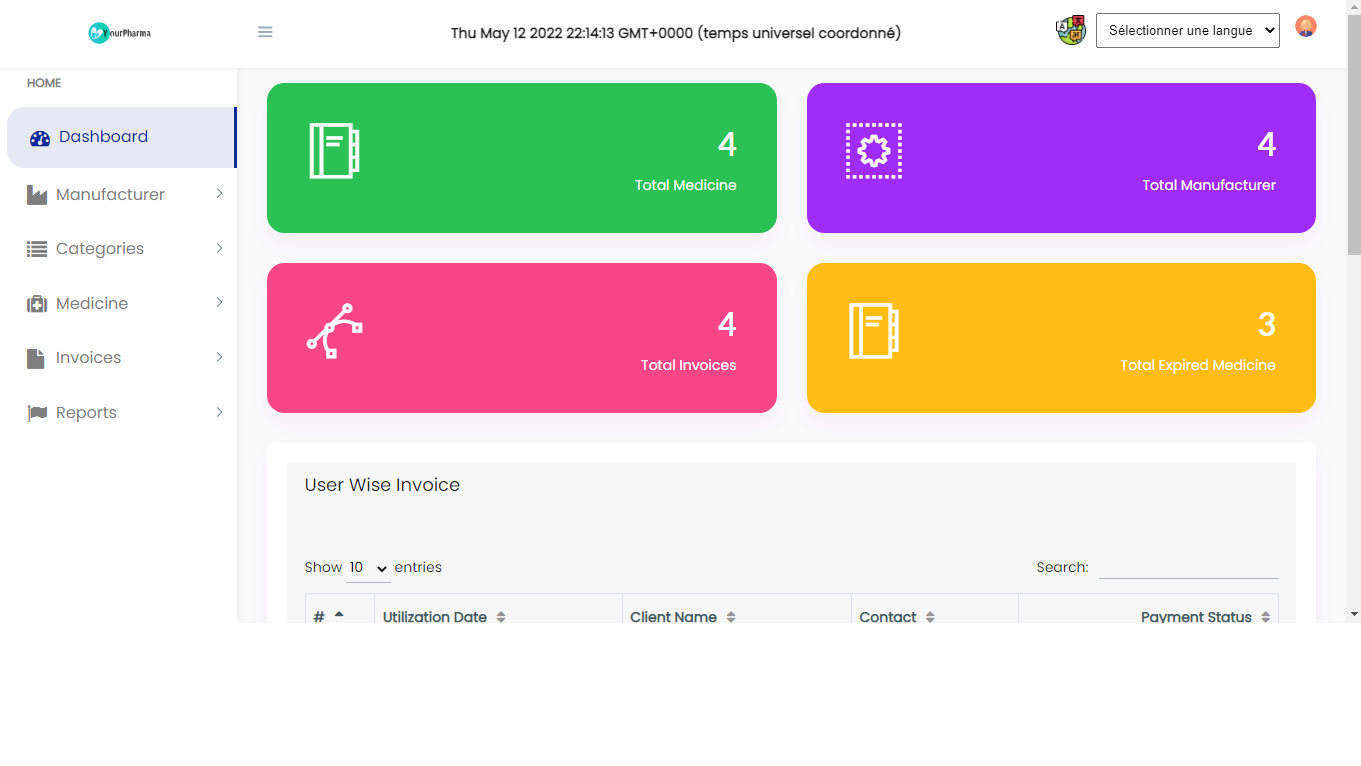 YourPharma
Thu May 12 2022 22:14:13 GMT+0000 (temps universel coordonné)
Sélectionner une langue
HOME
Dashboard
Manufacturer
Categories
Medicine
Invoices
Reports
4
Total Medicine
4
Total Manufacturer
4
Total Invoices
3
Total Expired Medicine
User Wise Invoice
Show 10 entries
Search:
# Utilization Date Client Name Contact Payment Status